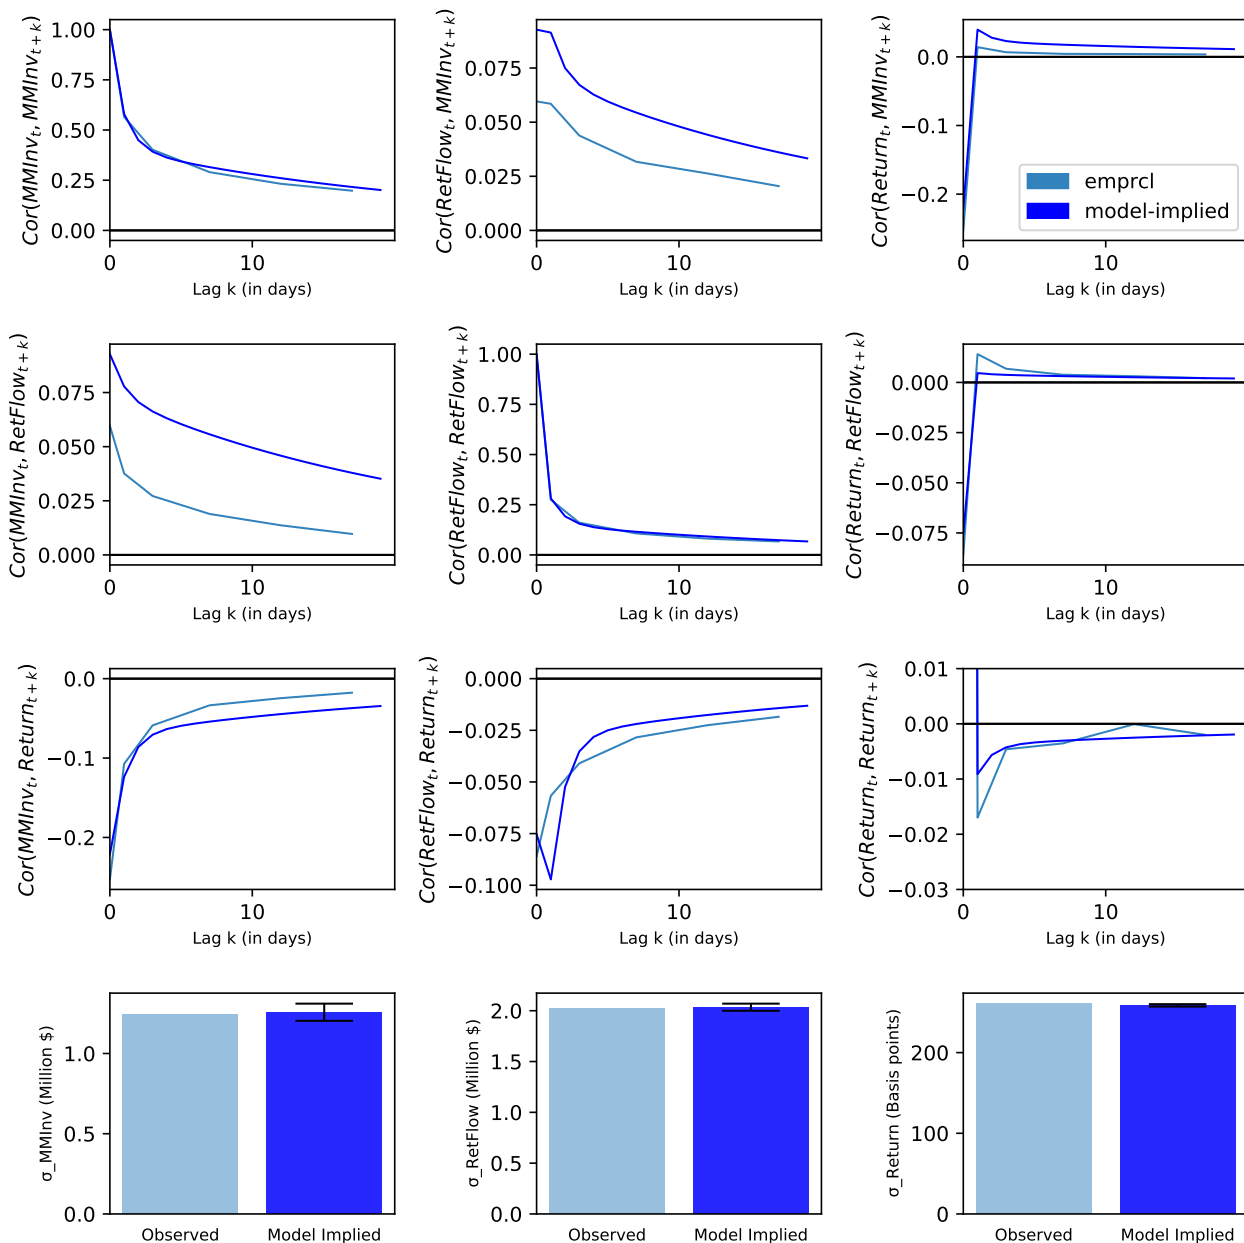 Cor(MMInv_t, MMInv_{t+k})
1.00
0.75
0.50
0.25
0.00
0
10
Lag k (in days)
Cor(RetFlow_t, MMInv_{t+k})
0.075
0.050
0.025
0.000
0
10
Lag k (in days)
Cor(Return_t, MMInv_{t+k})
0.0
−0.1
−0.2
0
10
Lag k (in days)
emprcl
model-implied
Cor(MMInv_t, RetFlow_{t+k})
0.075
0.050
0.025
0.000
0
10
Lag k (in days)
Cor(RetFlow_t, RetFlow_{t+k})
1.00
0.75
0.50
0.25
0.00
0
10
Lag k (in days)
Cor(Return_t, RetFlow_{t+k})
0.000
−0.025
−0.050
−0.075
0
10
Lag k (in days)
Cor(MMInv_t, Return_{t+k})
0.0
−0.1
−0.2
0
10
Lag k (in days)
Cor(RetFlow_t, Return_{t+k})
0.000
−0.025
−0.050
−0.075
−0.100
0
10
Lag k (in days)
Cor(Return_t, Return_{t+k})
0.01
0.00
−0.01
−0.02
−0.03
0
10
Lag k (in days)
σ_MMInv (Million $)
1.0
0.5
0.0
Observed
Model Implied
σ_RetFlow (Million $)
2.0
1.5
1.0
0.5
0.0
Observed
Model Implied
σ_Return (Basis points)
200
100
0
Observed
Model Implied